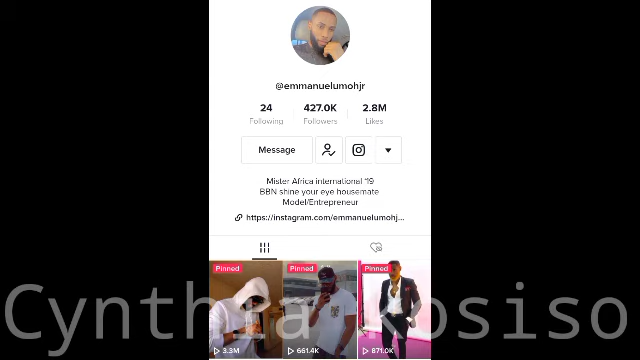 @emmanuelumohjr
24 427.0K 2.8M
Following Followers Likes
Message
Mister Africa international '19
BBN shine your eye housemate
Model/Entrepreneur
https://instagram.com/emmanuelumohj...
Pinned Pinned Pinned
3.3M 661.4K 871.0K
Cynthia kosiso